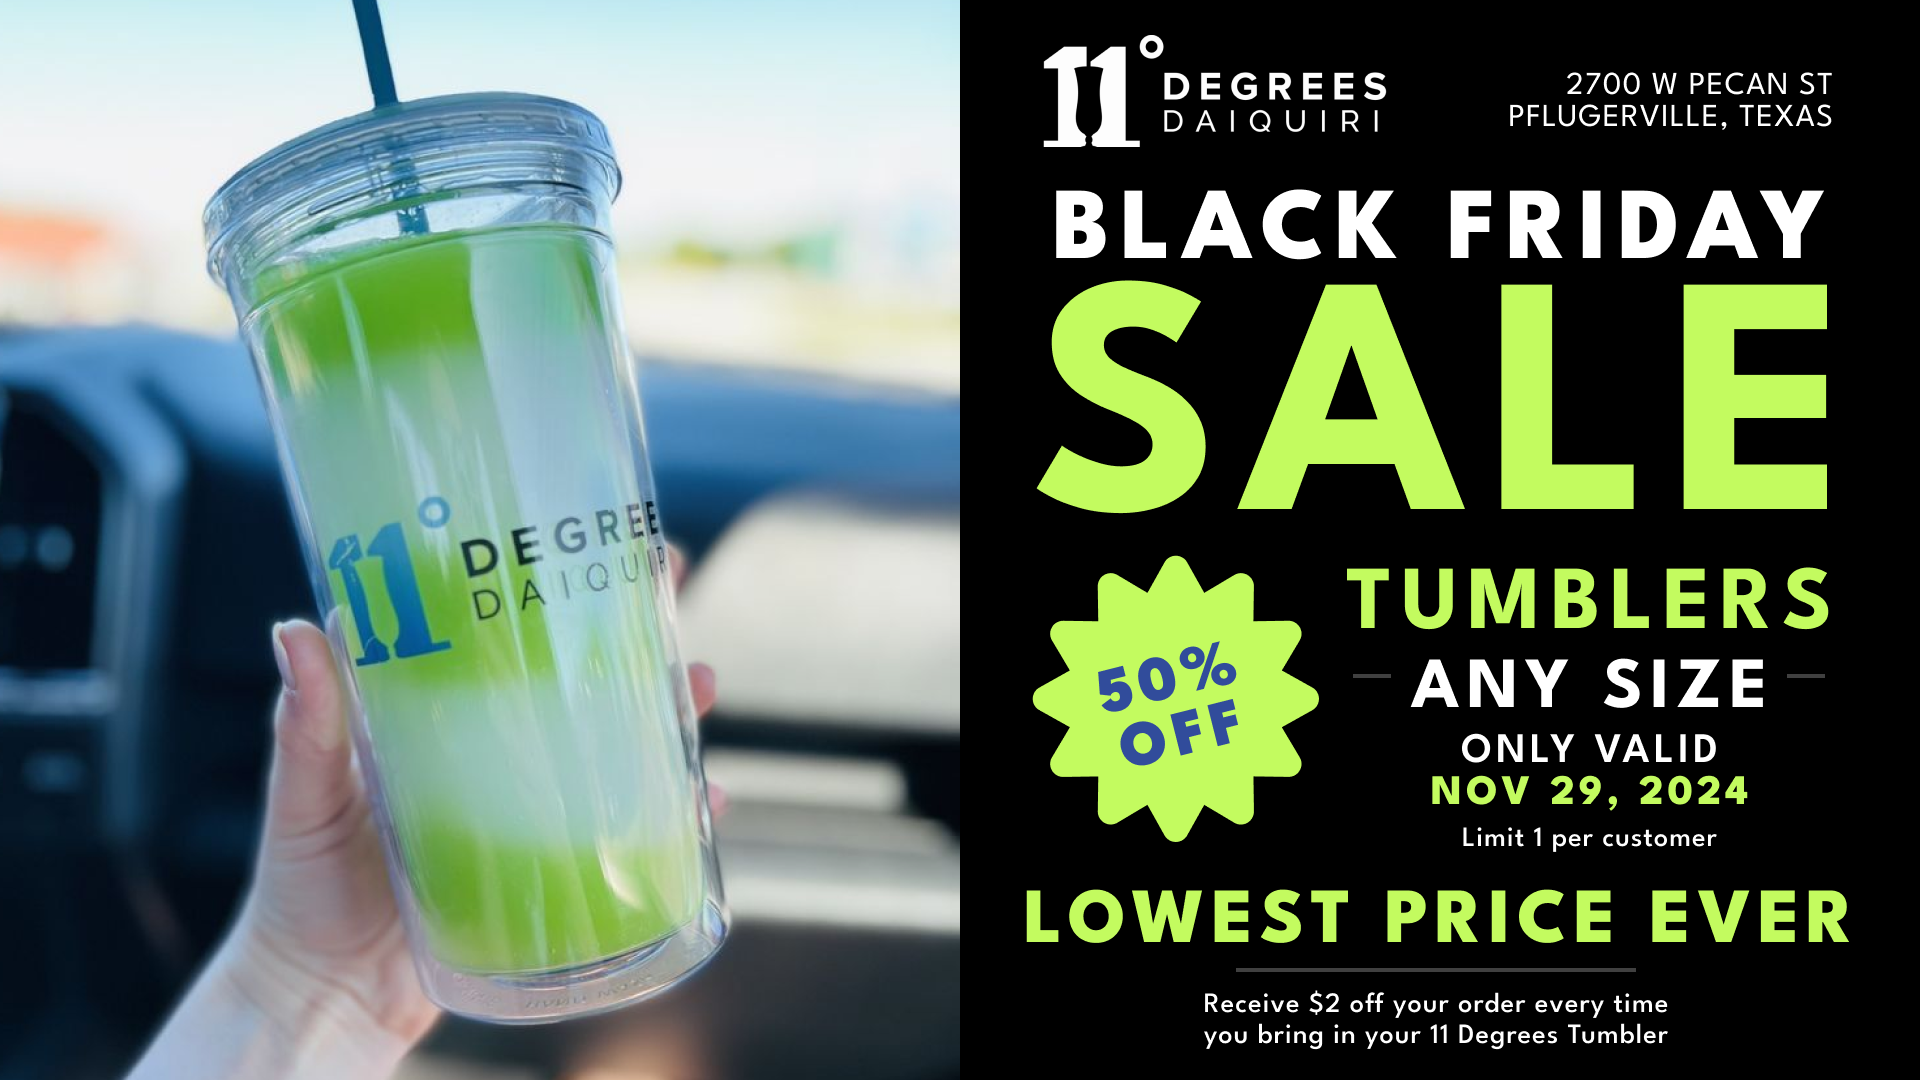 11°
DEGREE
DAIQUIR
11° DEGREES
DAIQUIRI
2700 W PECAN ST
PFLUGERVILLE, TEXAS
BLACK FRIDAY
SALE
50%
OFF
TUMBLERS
ANY SIZE
ONLY VALID
NOV 29, 2024
Limit 1 per customer
LOWEST PRICE EVER
Receive $2 off your order every time
you bring in your 11 Degrees Tumbler